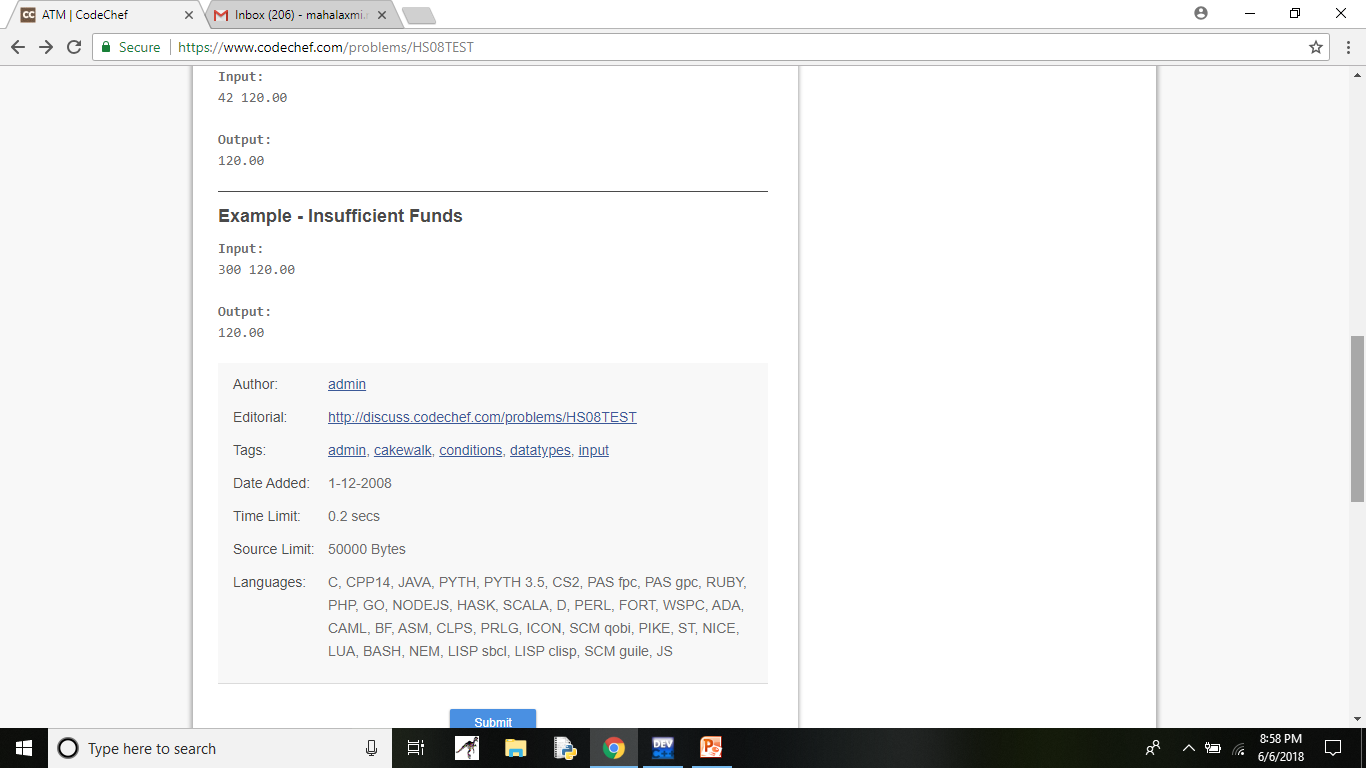 ATM | CodeChef
Inbox (206) - mahalaxmi.
Secure
https://www.codechef.com/problems/HS08TEST
Input:
42 120.00
Output:
120.00
Example - Insufficient Funds
Input:
300 120.00
Output:
120.00
Author: admin
Editorial: http://discuss.codechef.com/problems/HS08TEST
Tags: admin, cakewalk, conditions, datatypes, input
Date Added: 1-12-2008
Time Limit: 0.2 secs
Source Limit: 50000 Bytes
Languages: C, CPP14, JAVA, PYTH, PYTH 3.5, CS2, PAS fpc, PAS gpc, RUBY,
PHP, GO, NODEJS, HASK, SCALA, D, PERL, FORT, WSPC, ADA,
CAML, BF, ASM, CLPS, PRLG, ICON, SCM qobi, PIKE, ST, NICE,
LUA, BASH, NEM, LISP sbcl, LISP clisp, SCM guile, JS
Submit
Type here to search
DEV
8:58 PM
6/6/2018